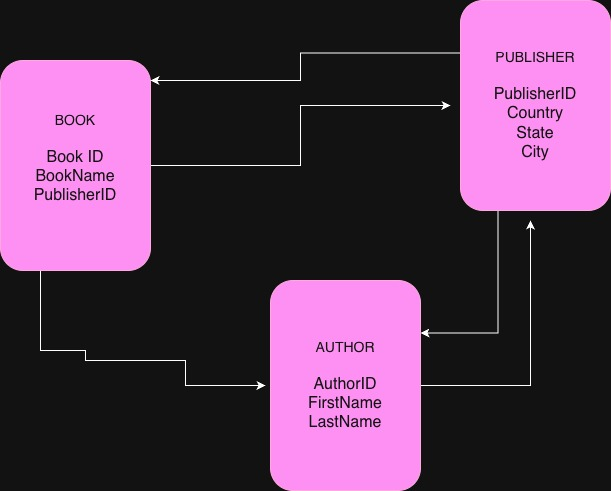 BOOK
Book ID
BookName
PublisherID
PUBLISHER
PublisherID
Country
State
City
AUTHOR
AuthorID
FirstName
LastName